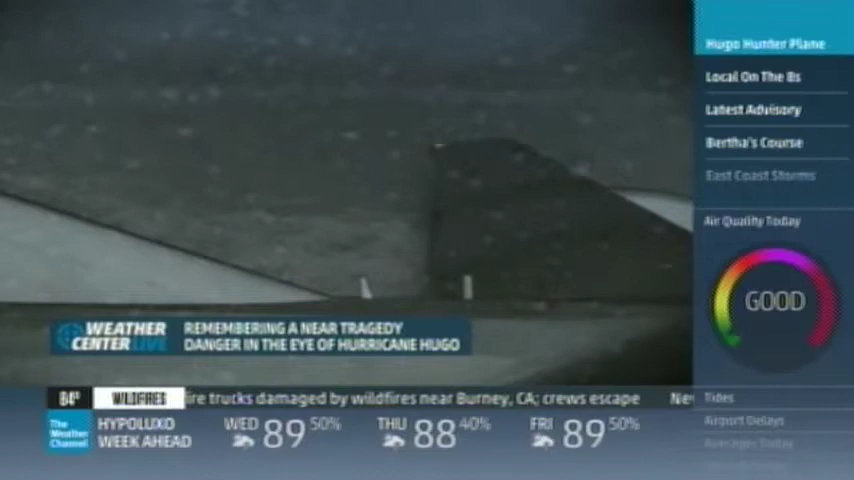 Hugo Hunter Plane
Local On The 8s
Latest Advisory
Bertha's Course
East Coast Storms
Air Quality Today
GOOD
WEATHER
CENTER LIVE
REMEMBERING A NEAR TRAGEDY
DANGER IN THE EYE OF HURRICANE HUGO
84° WILDFIRES ire trucks damaged by wildfires near Burney, CA; crews escape Ne
Tides
Airport Delays
Averages Today
The
Weather
Channel
HYPOLUXO
WEEK AHEAD
WED 89 50%
THU 88 40%
FRI 89 50%